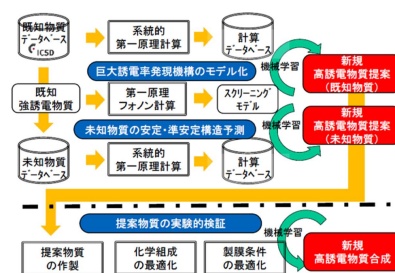 既知物質
データベース
ICSD
系統的
第一原理計算
計算
データベース
巨大誘電率発現機構のモデル化
機械学習
新規
高誘電物質提案
(既知物質)
既知
強誘電物質
第一原理
フォノン計算
スクリーニング
モデル
未知物質の安定・準安定構造予測
機械学習
新規
高誘電物質提案
(未知物質)
未知物質
データベース
系統的
第一原理計算
計算
データベース
提案物質の実験的検証
機械学習
提案物質
の作製
化学組成
の最適化
製膜条件
の最適化
新規
高誘電物質合成